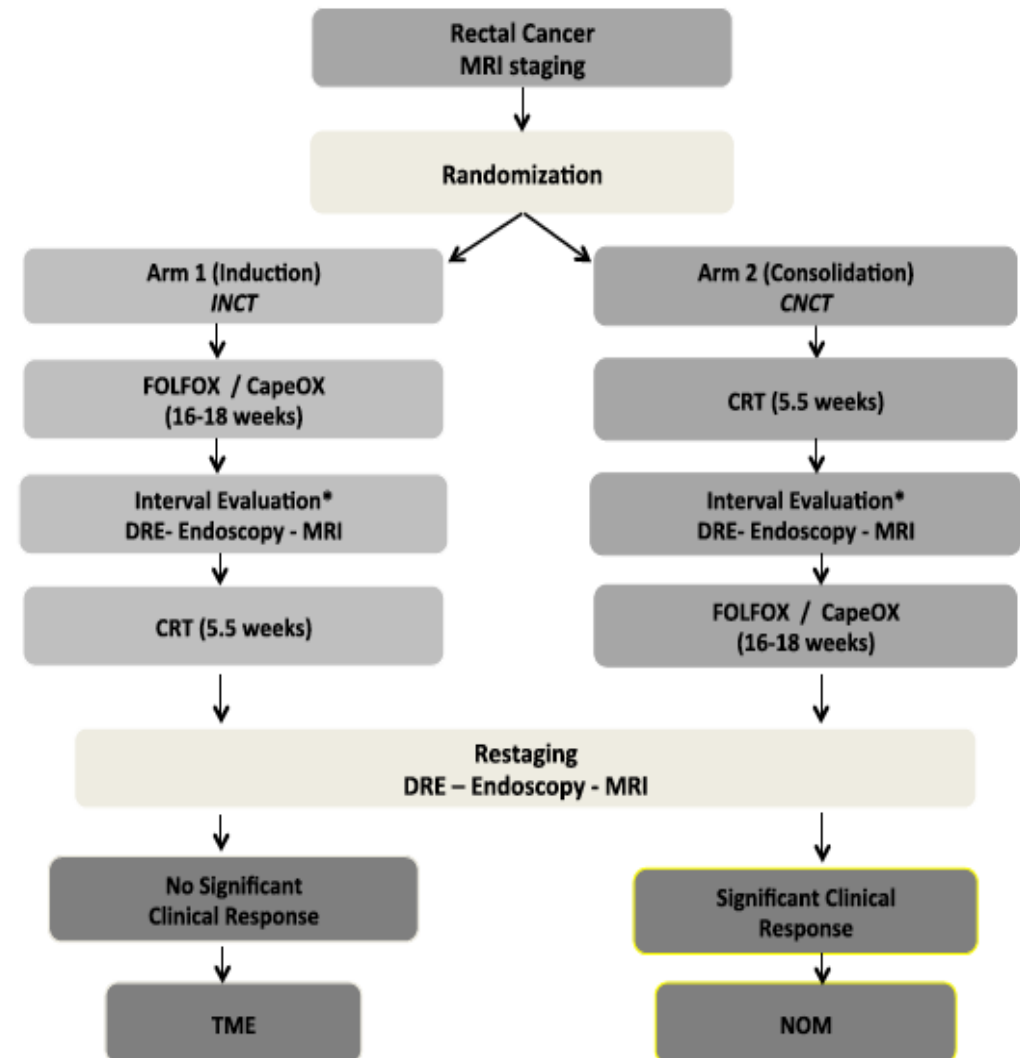 Rectal Cancer
MRI staging
Randomization
Arm 1 (Induction)
INCT
Arm 2 (Consolidation)
CNCT
FOLFOX / CapeOX
(16-18 weeks)
CRT (5.5 weeks)
Interval Evaluation*
DRE- Endoscopy - MRI
Interval Evaluation*
DRE- Endoscopy - MRI
CRT (5.5 weeks)
FOLFOX / CapeOX
(16-18 weeks)
Restaging
DRE – Endoscopy - MRI
No Significant
Clinical Response
Significant Clinical
Response
TME
NOM